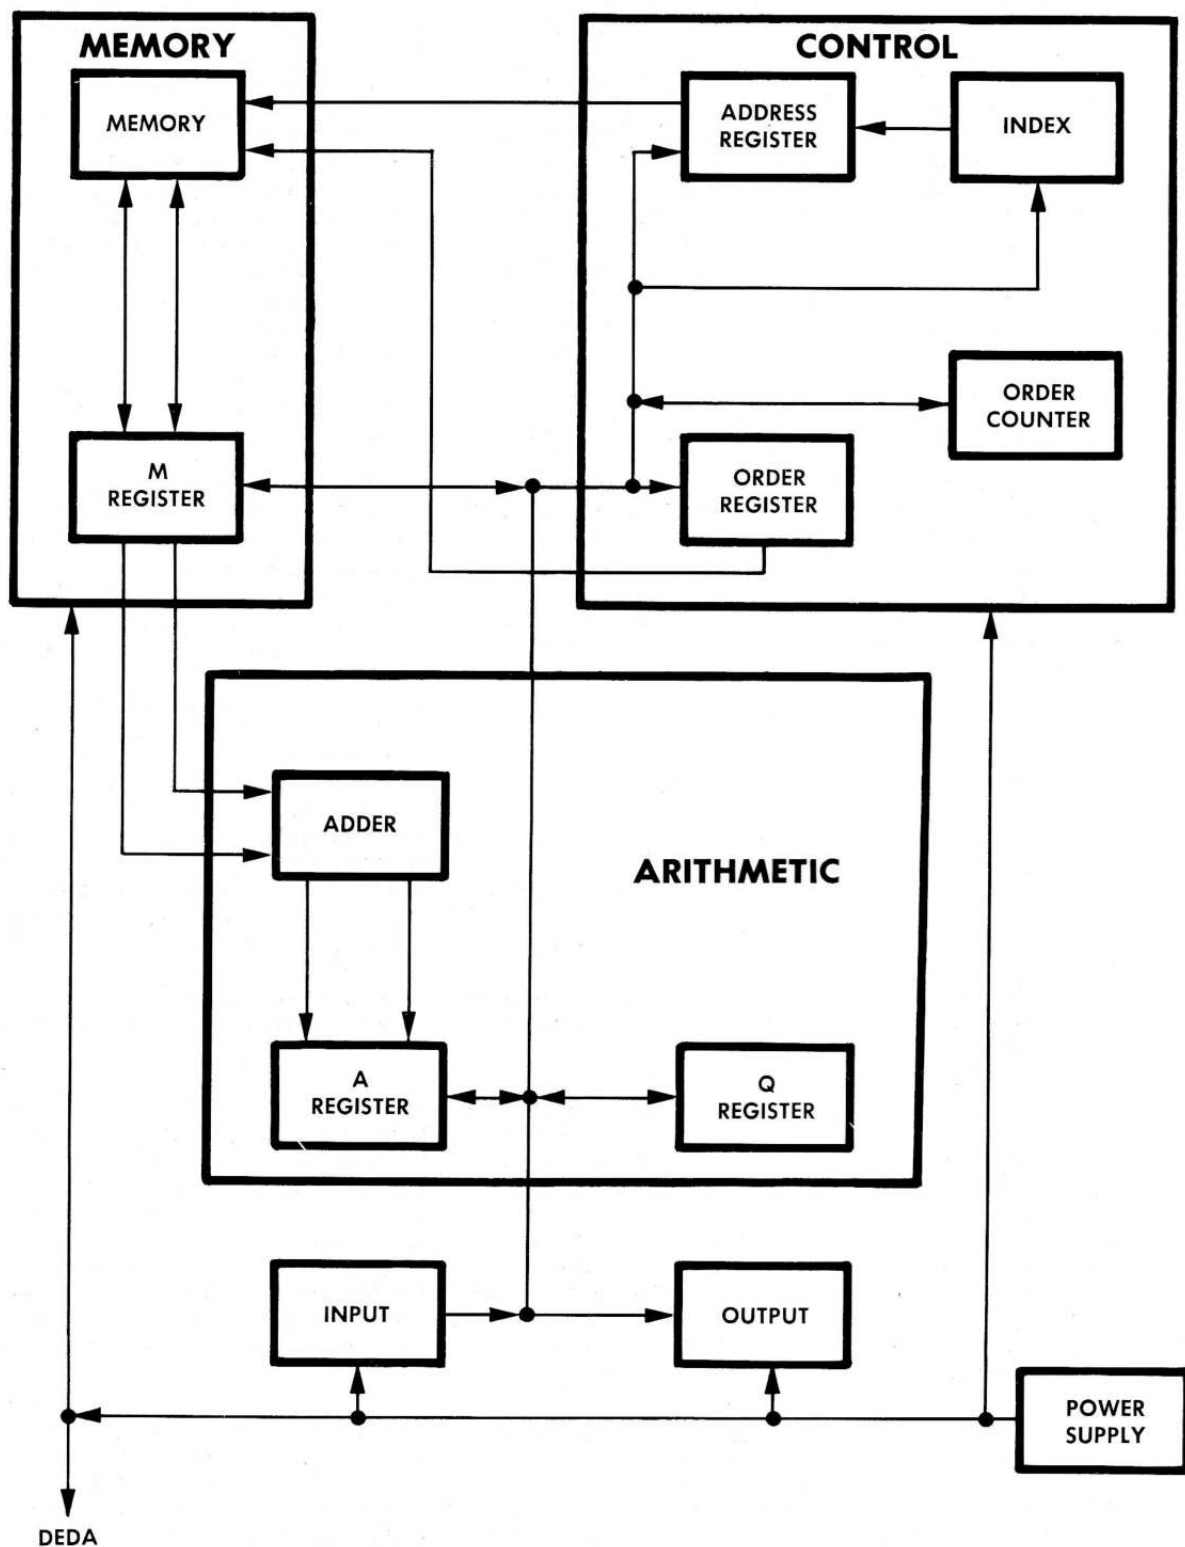 MEMORY
CONTROL
MEMORY
ADDRESS
REGISTER
INDEX
ORDER
COUNTER
M
REGISTER
ORDER
REGISTER
ADDER
ARITHMETIC
A
REGISTER
Q
REGISTER
INPUT
OUTPUT
POWER
SUPPLY
DEDA